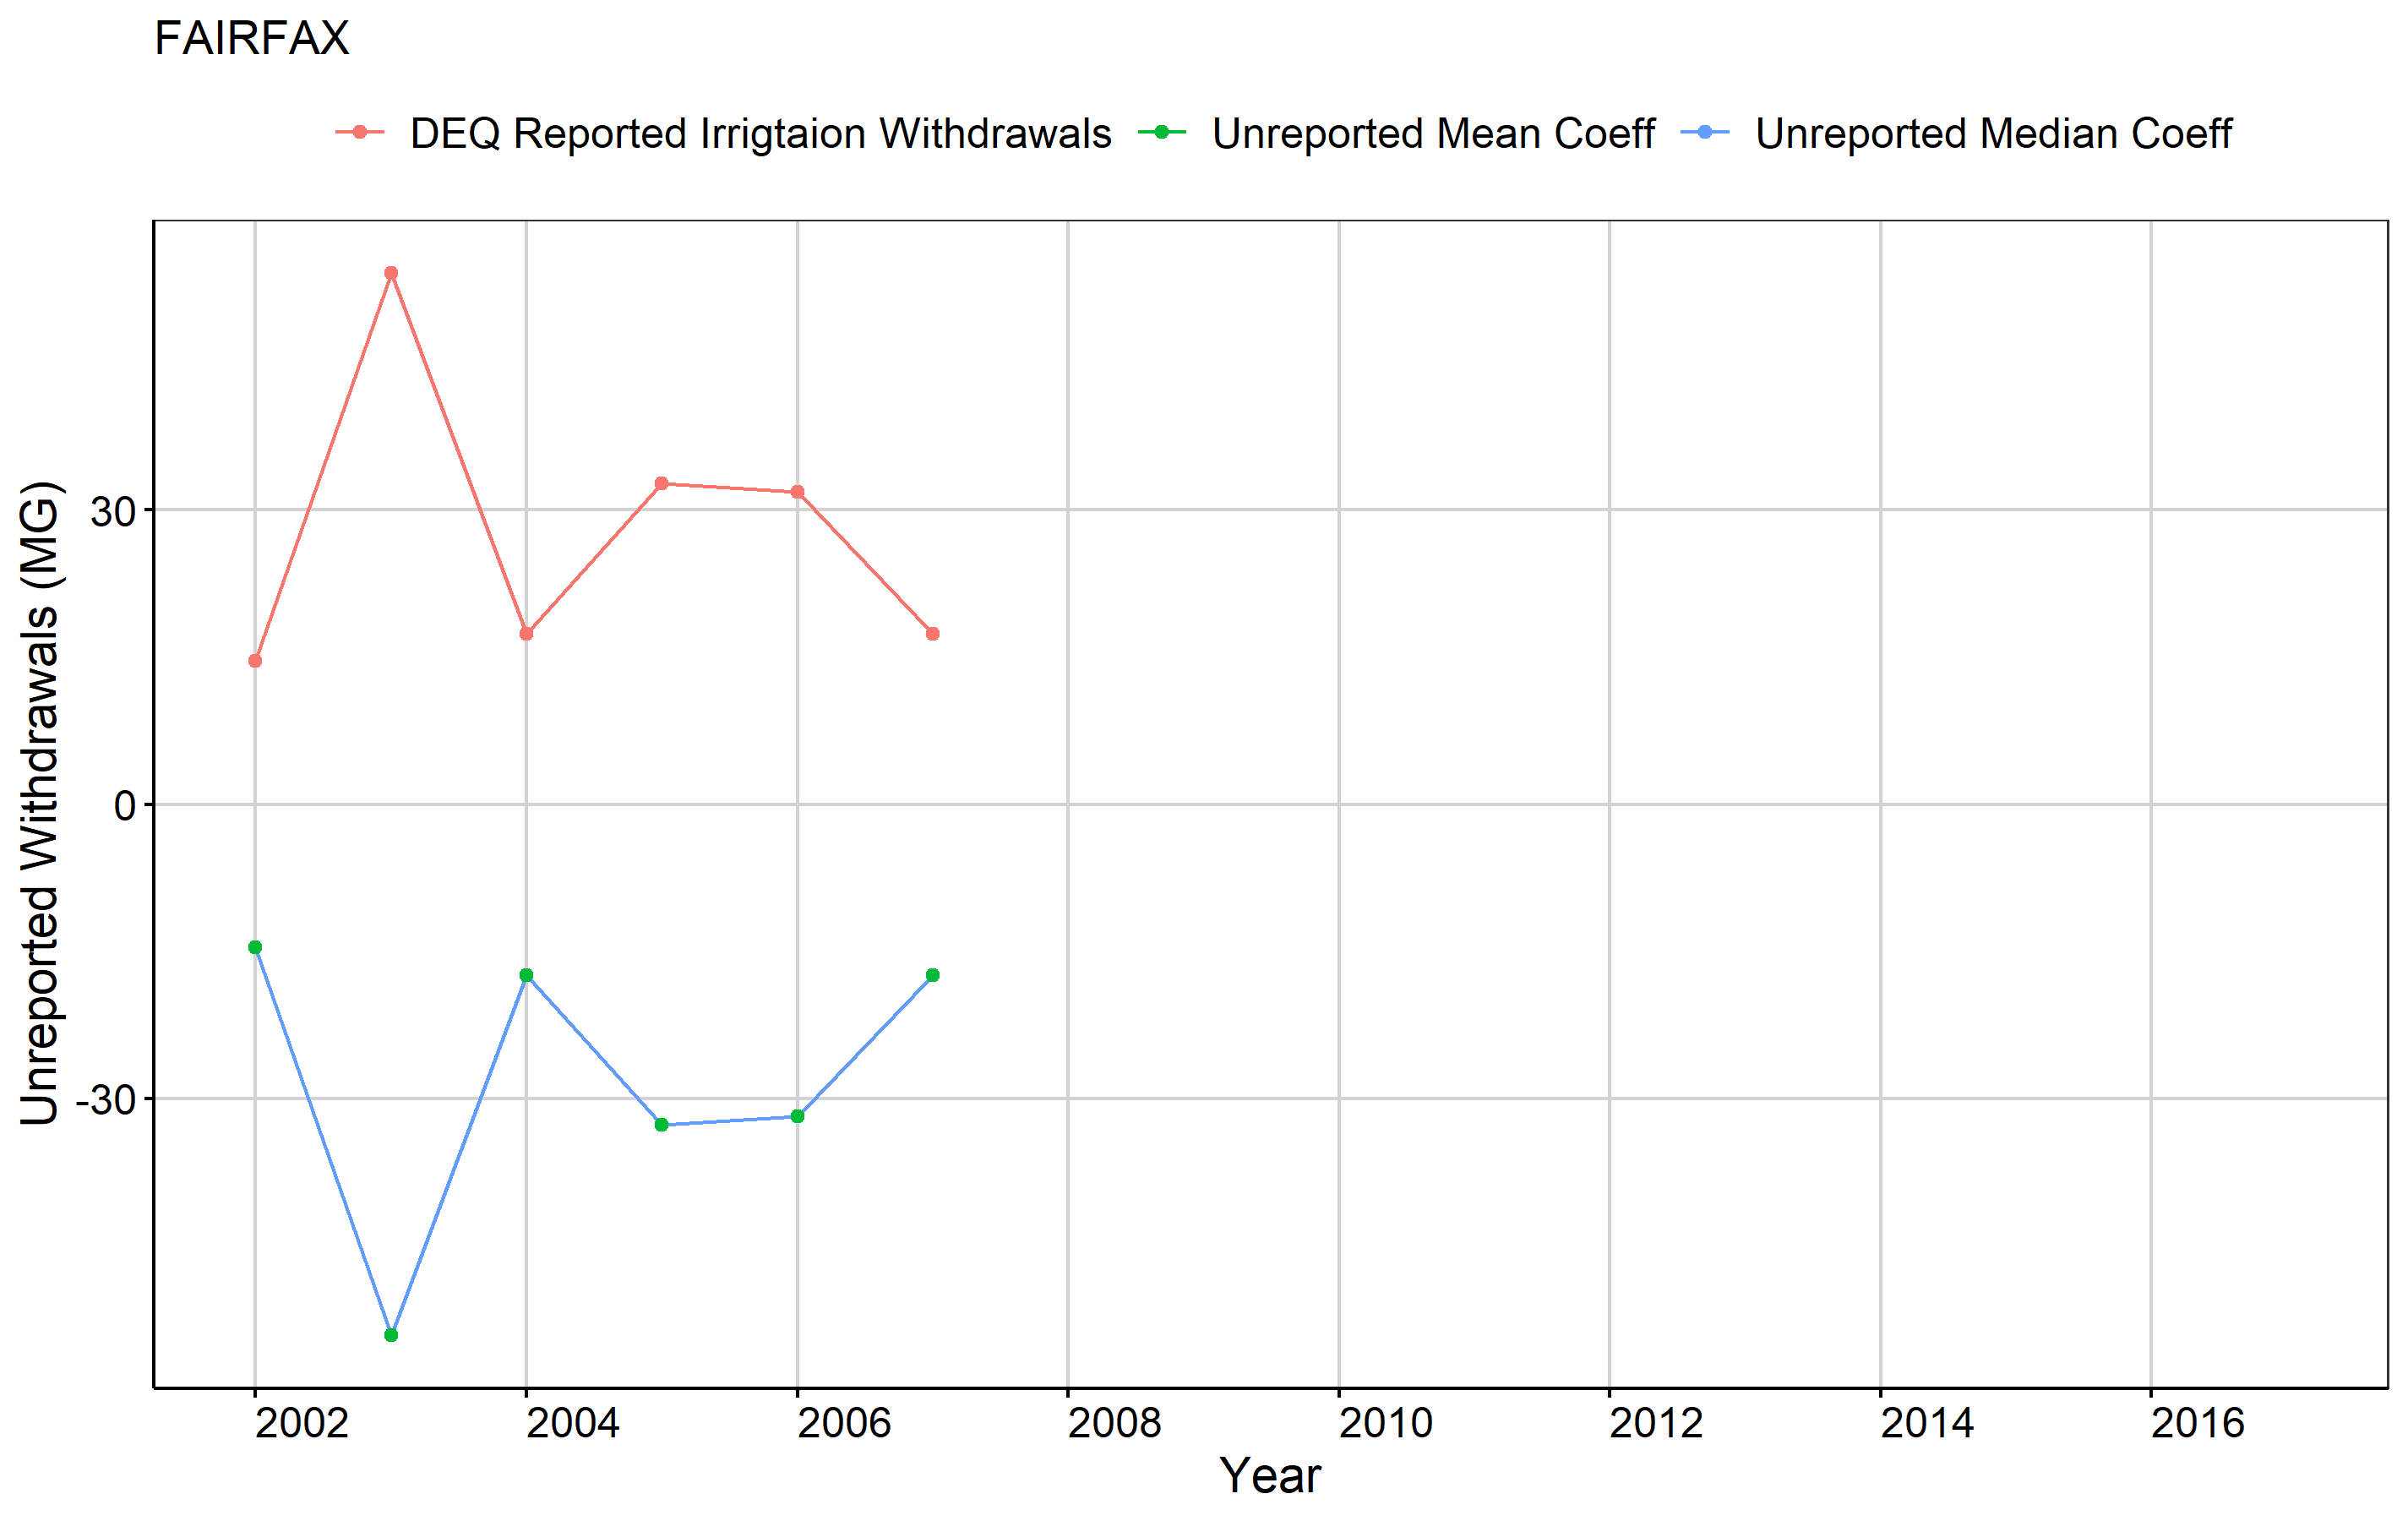 FAIRFAX
DEQ Reported Irrigtaion Withdrawals Unreported Mean Coeff Unreported Median Coeff
Unreported Withdrawals (MG)
30
0
-30
2002 2004 2006 2008 2010 2012 2014 2016
Year